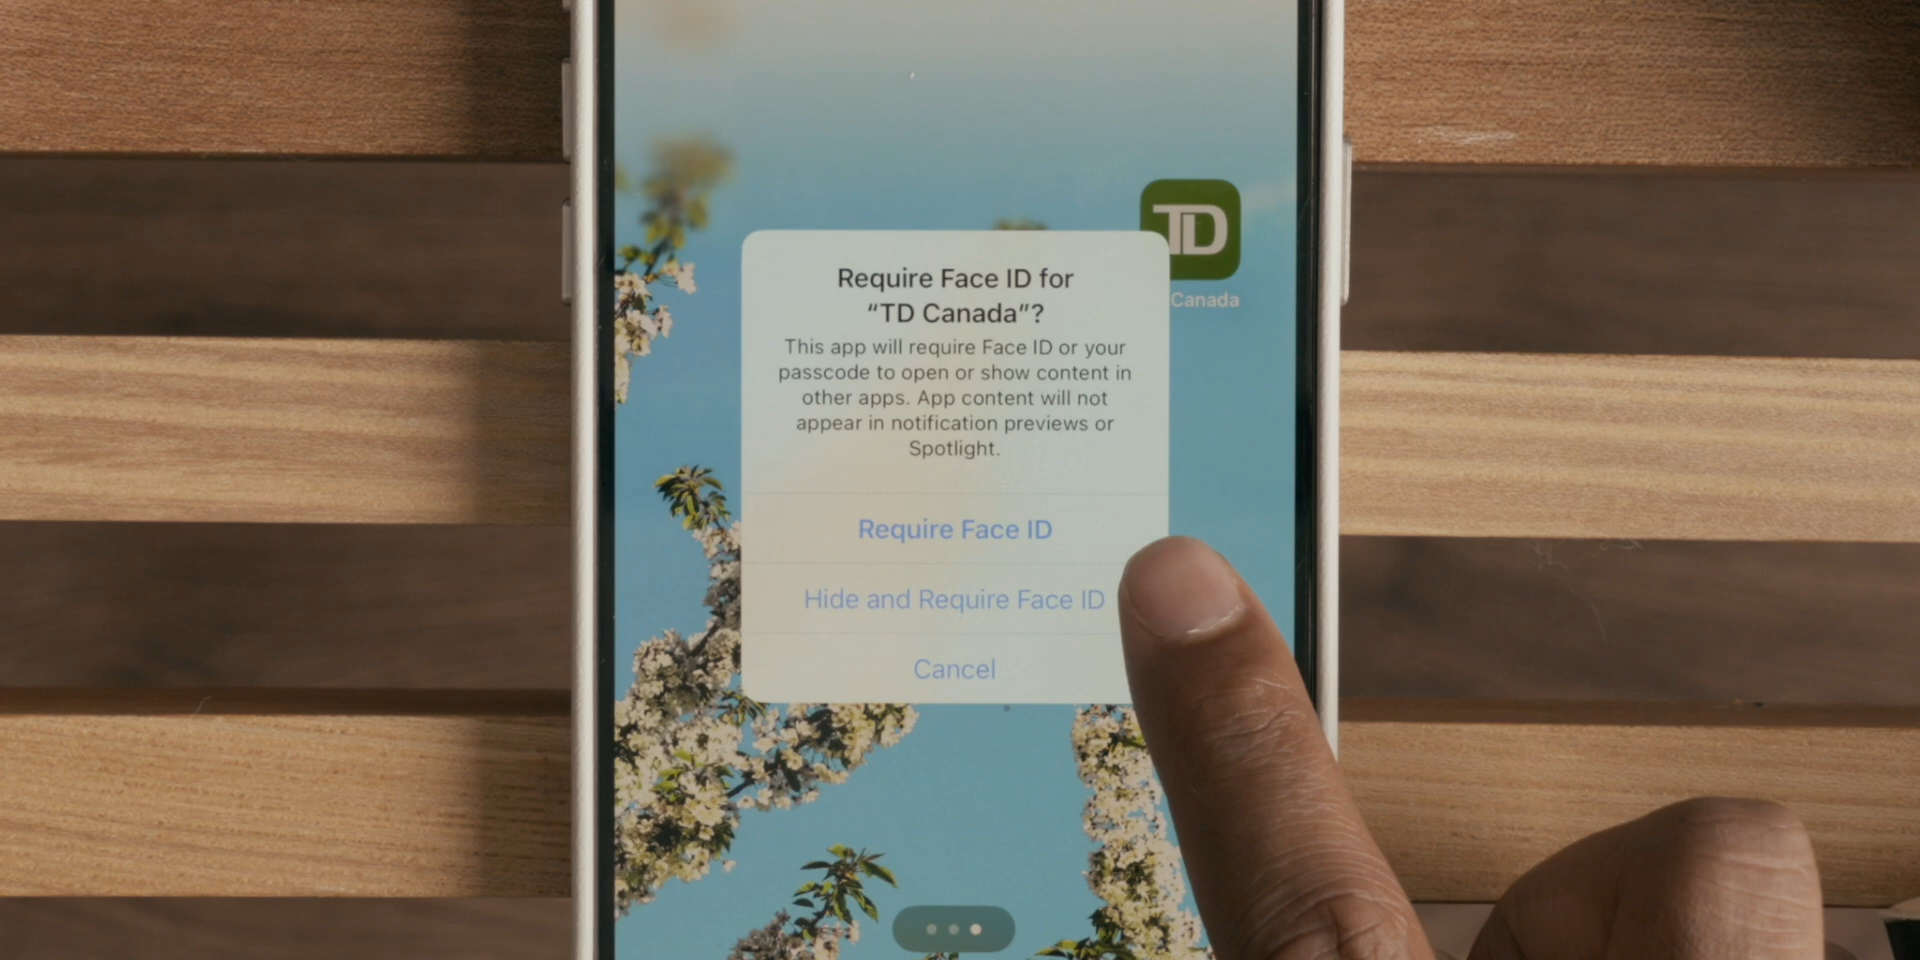 TD
Canada
Require Face ID for
“TD Canada”?
This app will require Face ID or your
passcode to open or show content in
other apps. App content will not
appear in notification previews or
Spotlight.
Require Face ID
Hide and Require Face ID
Cancel